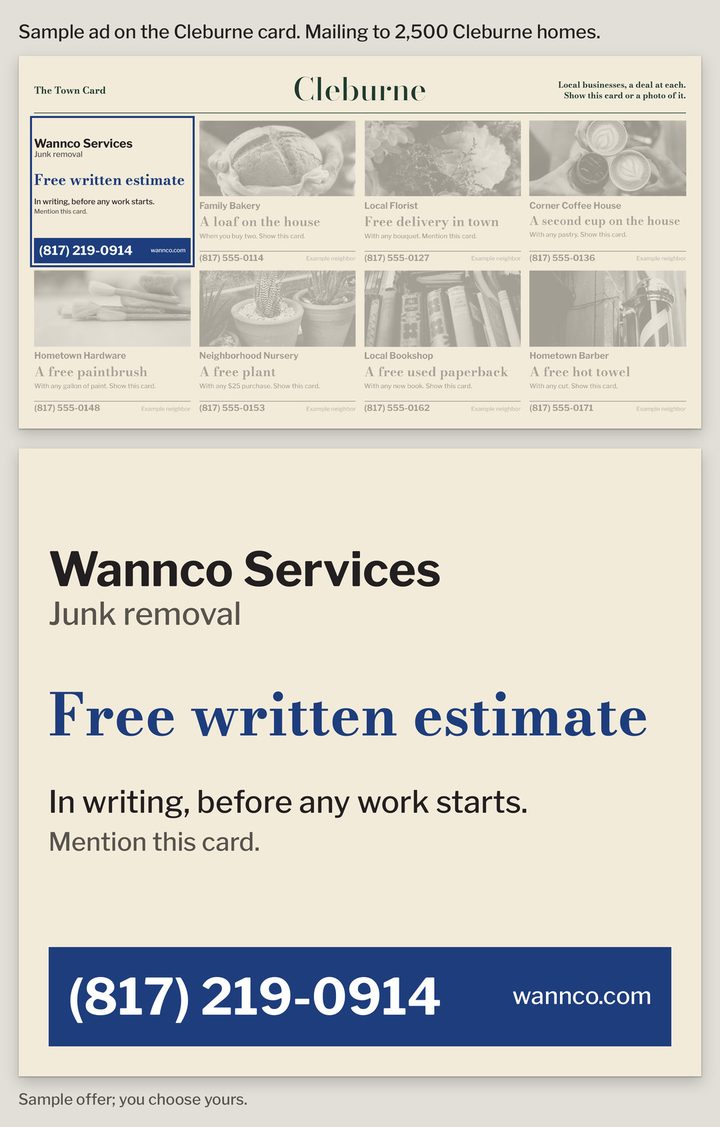 Sample ad on the Cleburne card. Mailing to 2,500 Cleburne homes.
The Town Card
Cleburne
Local businesses, a deal at each.
Show this card or a photo of it.
Wannco Services
Junk removal
Free written estimate
In writing, before any work starts.
Mention this card.
(817) 219-0914
wannco.com
Family Bakery
A loaf on the house
When you buy two. Show this card.
(817) 555-0114
Example neighbor
Local Florist
Free delivery in town
With any bouquet. Mention this card.
(817) 555-0127
Example neighbor
Corner Coffee House
A second cup on the house
With any pastry. Show this card.
(817) 555-0136
Example neighbor
Hometown Hardware
A free paintbrush
With any gallon of paint. Show this card.
(817) 555-0148
Example neighbor
Neighborhood Nursery
A free plant
With any $25 purchase. Show this card.
(817) 555-0153
Example neighbor
Local Bookshop
A free used paperback
With any new book. Show this card.
(817) 555-0162
Example neighbor
Hometown Barber
A free hot towel
With any cut. Show this card.
(817) 555-0171
Example neighbor
Wannco Services
Junk removal
Free written estimate
In writing, before any work starts.
Mention this card.
(817) 219-0914
wannco.com
Sample offer; you choose yours.